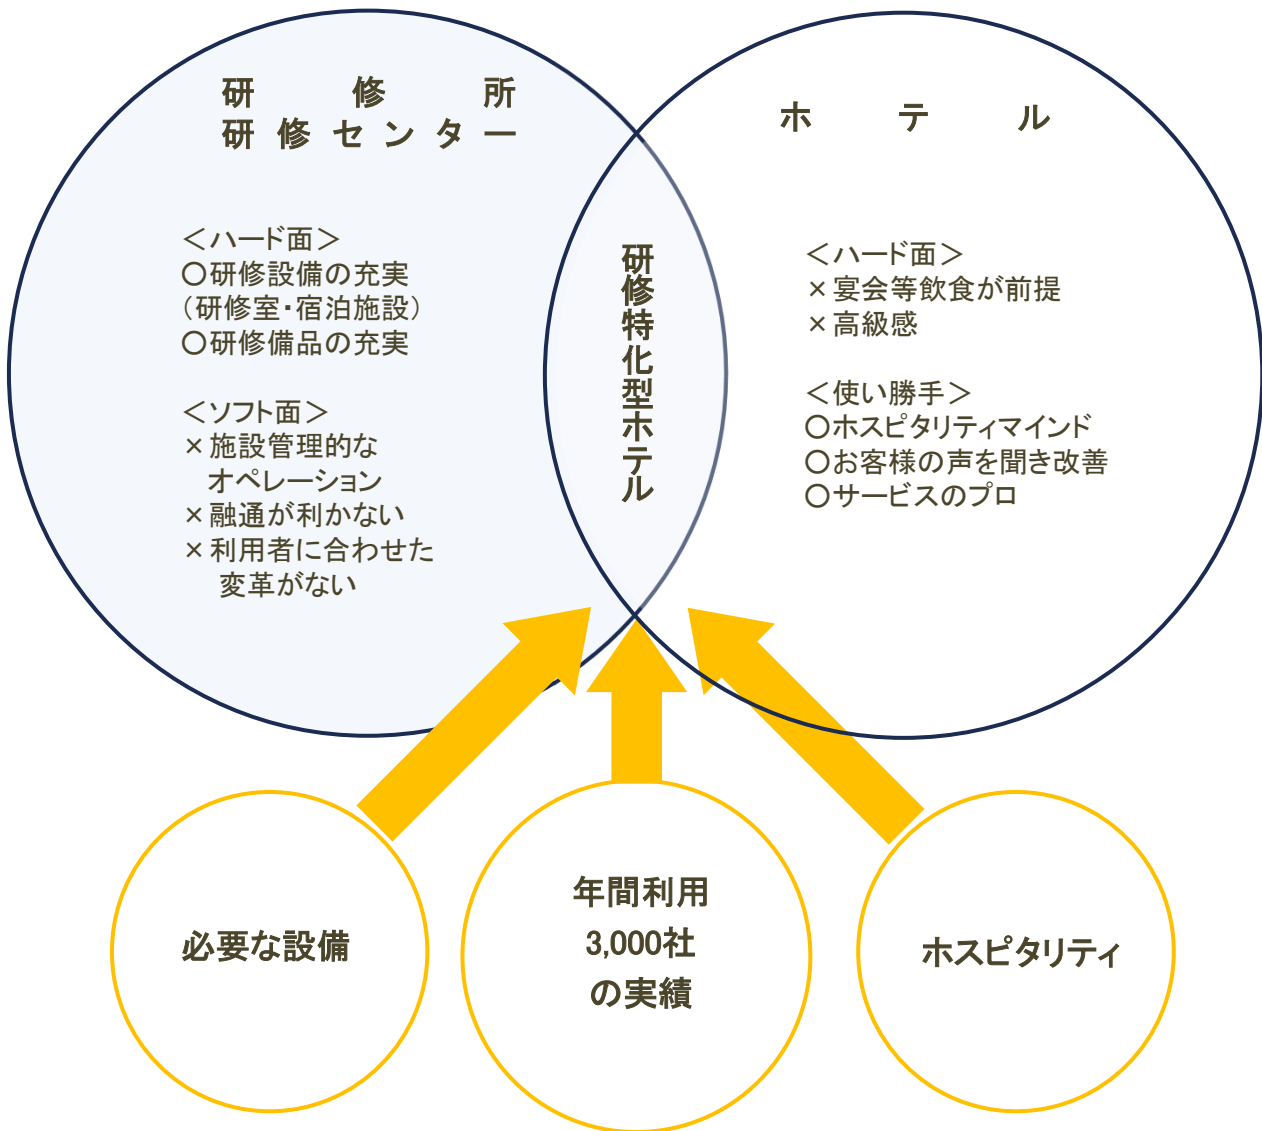 研修所
研修センター
＜ハード面＞
○研修設備の充実
（研修室・宿泊施設）
○研修備品の充実
＜ソフト面＞
×施設管理的な
オペレーション
×融通が利かない
×利用者に合わせた
変革がない
研修特化型ホテル
ホテル
＜ハード面＞
×宴会等飲食が前提
×高級感
＜使い勝手＞
○ホスピタリティマインド
○お客様の声を聞き改善
○サービスのプロ
必要な設備
年間利用
3,000社
の実績
ホスピタリティ